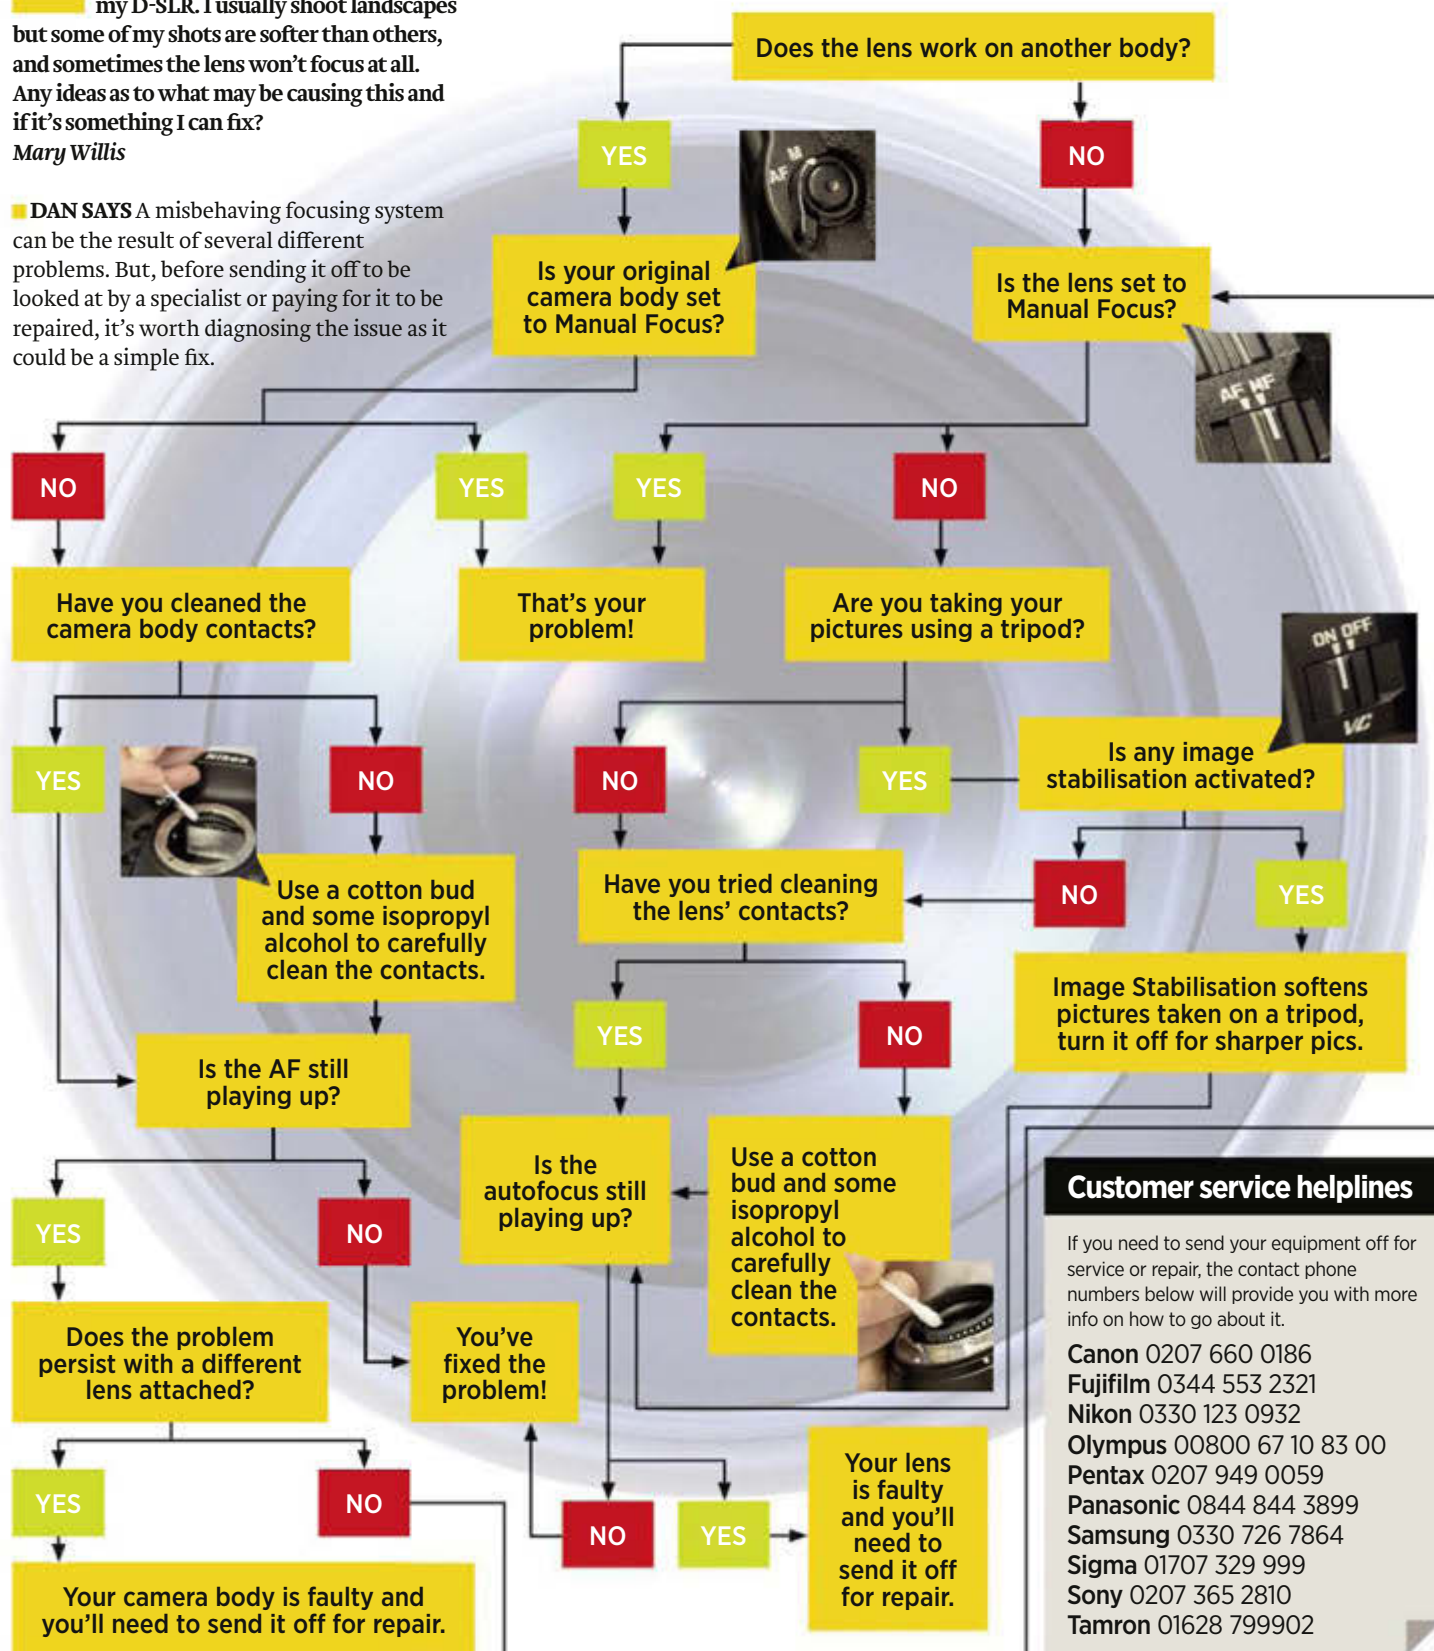 my D-SLR. I usually shoot landscapes
but some of my shots are softer than others,
and sometimes the lens won't focus at all.
Any ideas as to what may be causing this and
if it's something I can fix?
Mary Willis
DAN SAYS A misbehaving focusing system
can be the result of several different
problems. But, before sending it off to be
looked at by a specialist or paying for it to be
repaired, it's worth diagnosing the issue as it
could be a simple fix.
Does the lens work on another body?
YES
NO
AF M
Is your original
camera body set
to Manual Focus?
Is the lens set to
Manual Focus?
AF MF
NO
YES
YES
NO
Have you cleaned the
camera body contacts?
That's your
problem!
Are you taking your
pictures using a tripod?
ON OFF
VC
YES
NO
NO
YES
Is any image
stabilisation activated?
Use a cotton bud
and some isopropyl
alcohol to carefully
clean the contacts.
Have you tried cleaning
the lens' contacts?
NO
YES
Image Stabilisation softens
pictures taken on a tripod,
turn it off for sharper pics.
YES
NO
Is the AF still
playing up?
Is the
autofocus still
playing up?
Use a cotton
bud and some
isopropyl
alcohol to
carefully
clean the
contacts.
YES
NO
Does the problem
persist with a different
lens attached?
You've
fixed the
problem!
YES
NO
NO
YES
Your lens
is faulty
and you'll
need to
send it off
for repair.
Your camera body is faulty and
you'll need to send it off for repair.
Customer service helplines
If you need to send your equipment off for
service or repair, the contact phone
numbers below will provide you with more
info on how to go about it.
Canon 0207 660 0186
Fujifilm 0344 553 2321
Nikon 0330 123 0932
Olympus 00800 67 10 83 00
Pentax 0207 949 0059
Panasonic 0844 844 3899
Samsung 0330 726 7864
Sigma 01707 329 999
Sony 0207 365 2810
Tamron 01628 799902